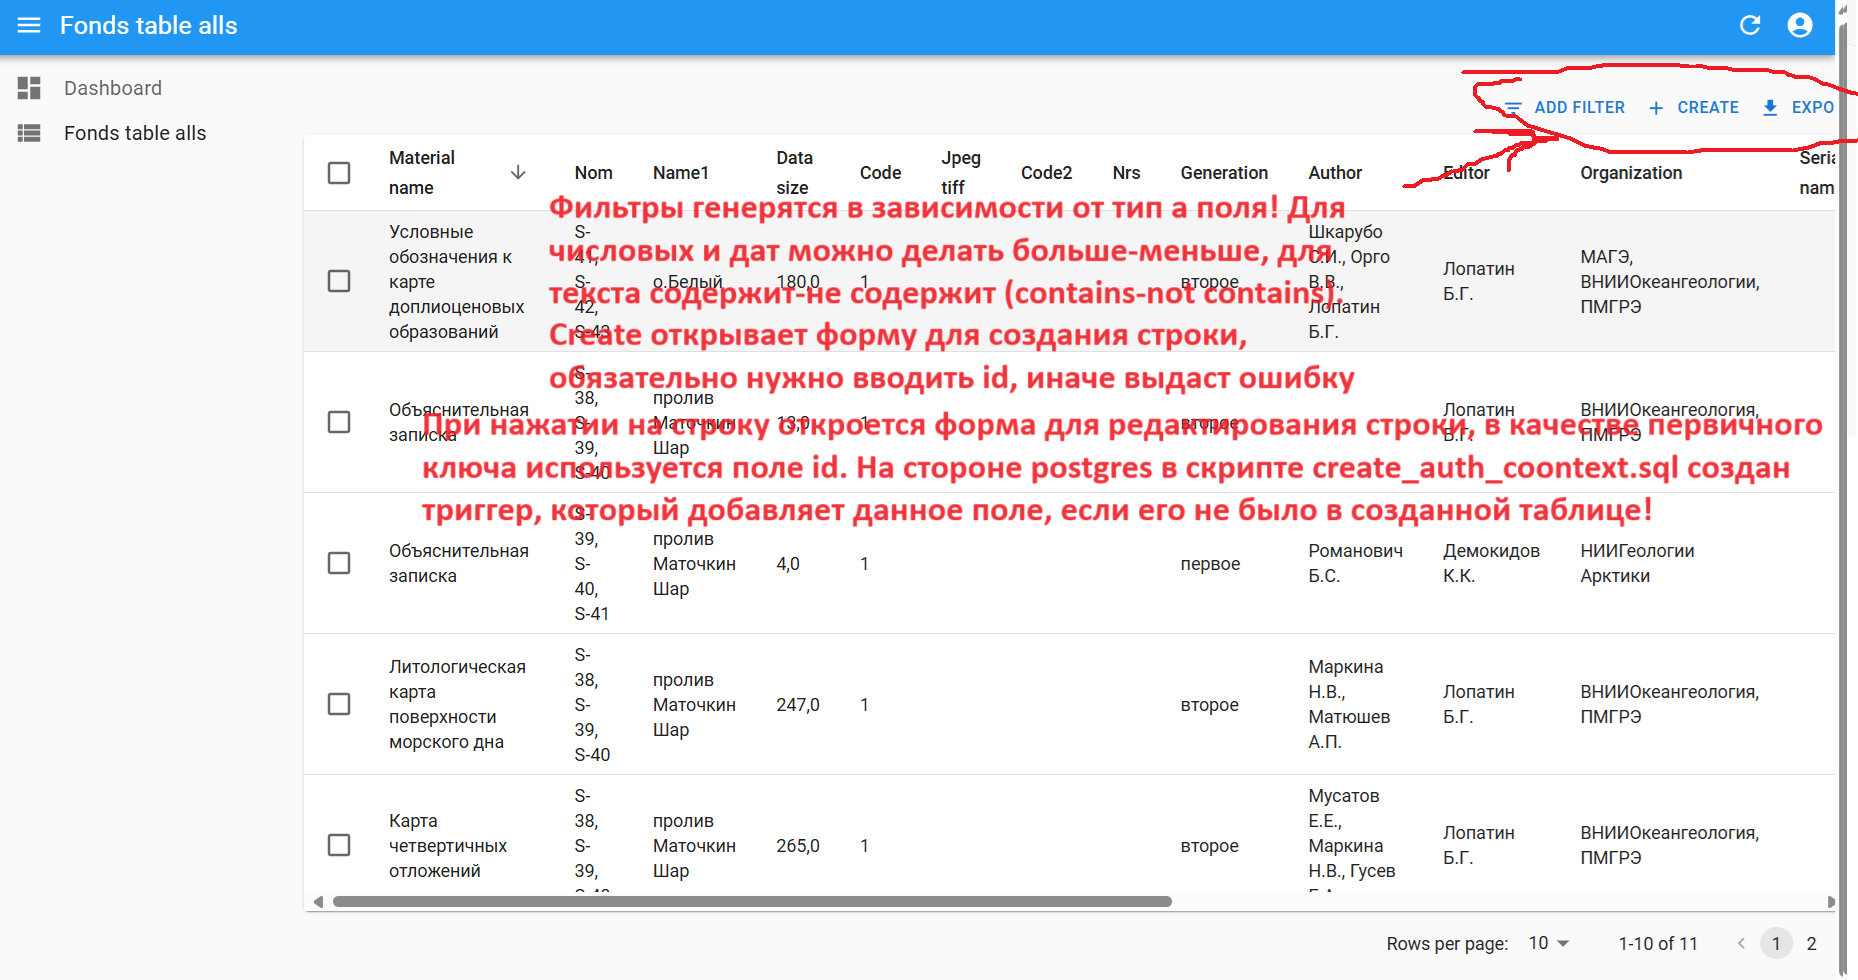 Fonds table alls
Dashboard
Fonds table alls
ADD FILTER
CREATE
EXPO
Material name
Nom
Name1
Data size
Code
Jpeg tiff
Code2
Nrs
Generation
Author
Editor
Organization
Seria
nam
Фильтры генерятся в зависимости от тип а поля! Для
числовых и дат можно делать больше-меньше, для
текста содержит-не содержит (contains-not contains).
Create открывает форму для создания строки,
обязательно нужно вводить id, иначе выдаст ошибку
При нажатии на строку откроется форма для редактирования строки, в качестве первичного
ключа используется поле id. На стороне postgres в скрипте create_auth_coontext.sql создан
триггер, который добавляет данное поле, если его не было в созданной таблице!
Условные
обозначения к
карте
доплиоценовых
образований
S-
41,
S-
42,
S-43
о.Белый
180,0
1
второе
Шкарубо
С.И., Орго
В.В.,
Лопатин
Б.Г.
Лопатин
Б.Г.
МАГЭ,
ВНИИОкеангеологии,
ПМГРЭ
Объяснительная
записка
S-
38,
S-
39,
S-40
пролив
Маточкин
Шар
13,0
1
второе
Лопатин
Б.Г.
ВНИИОкеангеология,
ПМГРЭ
Объяснительная
записка
S-
39,
S-
40,
S-41
пролив
Маточкин
Шар
4,0
1
первое
Романович
Б.С.
Демокидов
К.К.
НИИГеологии
Арктики
Литологическая
карта
поверхности
морского дна
S-
38,
S-
39,
S-40
пролив
Маточкин
Шар
247,0
1
второе
Маркина
Н.В.,
Матюшев
А.П.
Лопатин
Б.Г.
ВНИИОкеангеология,
ПМГРЭ
Карта
четвертичных
отложений
S-
38,
S-
39,
пролив
Маточкин
Шар
265,0
1
второе
Мусатов
Е.Е.,
Маркина
Н.В., Гусев
Лопатин
Б.Г.
ВНИИОкеангеология,
ПМГРЭ
Rows per page: 10
1-10 of 11
1
2